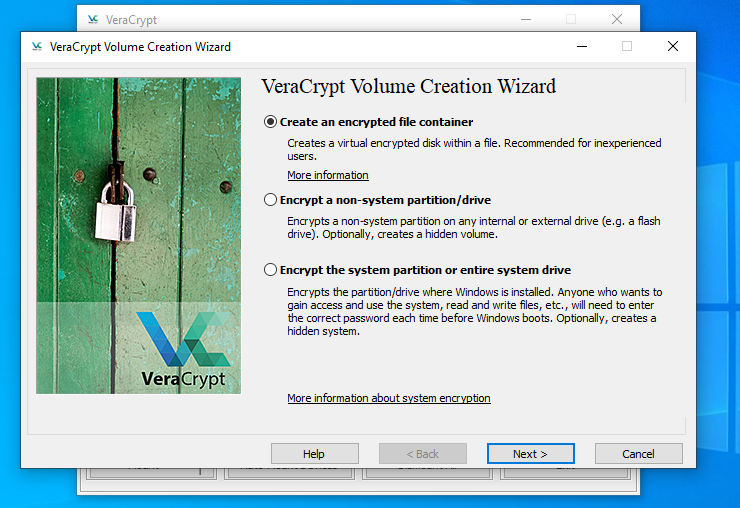 VeraCrypt
VeraCrypt Volume Creation Wizard
VeraCrypt Volume Creation Wizard
Create an encrypted file container
Creates a virtual encrypted disk within a file. Recommended for inexperienced
users.
More information
Encrypt a non-system partition/drive
Encrypts a non-system partition on any internal or external drive (e.g. a flash
drive). Optionally, creates a hidden volume.
Encrypt the system partition or entire system drive
Encrypts the partition/drive where Windows is installed. Anyone who wants to
gain access and use the system, read and write files, etc., will need to enter
the correct password each time before Windows boots. Optionally, creates a
hidden system.
VeraCrypt
More information about system encryption
Help
< Back
Next >
Cancel